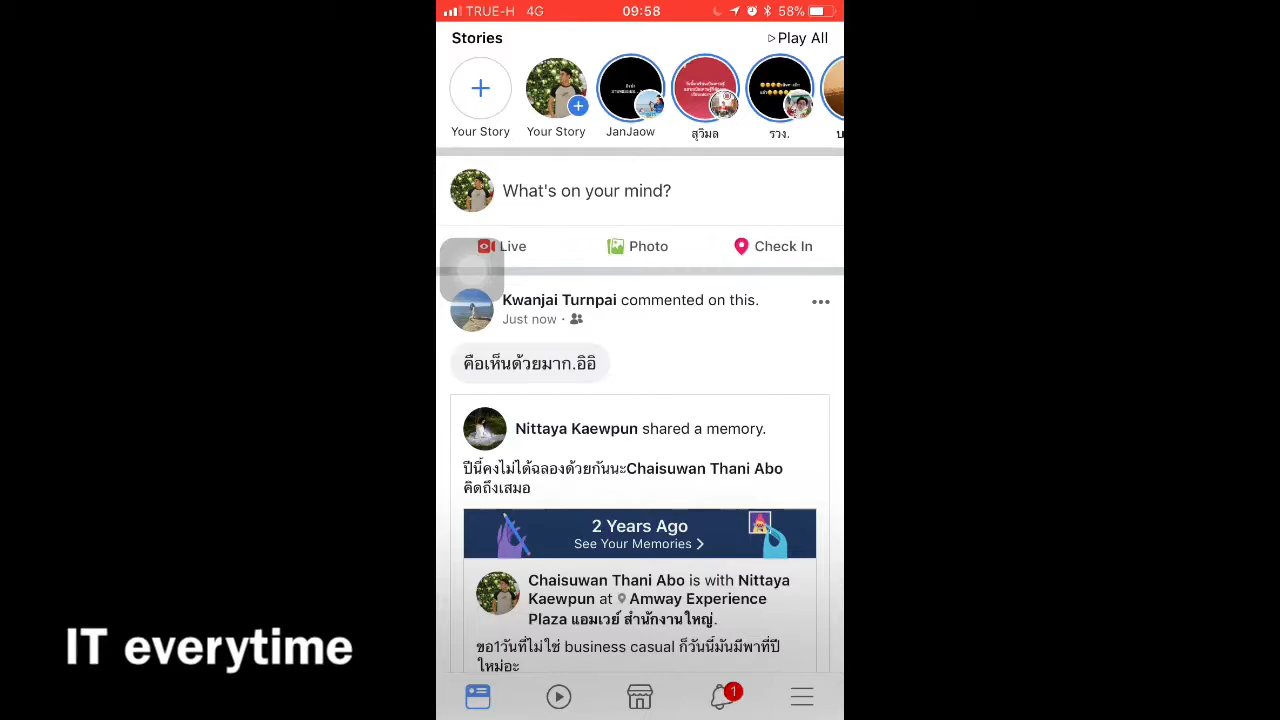 TRUE-H 4G 09:58 58%
Stories Play All
Your Story Your Story JanJaow สุวิมล รวง.
What's on your mind?
Live Photo Check In
Kwanjai Turnpai commented on this.
Just now ·
คือเห็นด้วยมาก.อิอิ
Nittaya Kaewpun shared a memory.
ปีนี้คงไม่ได้ฉลองด้วยกันนะChaisuwan Thani Abo
คิดถึงเสมอ
2 Years Ago
See Your Memories
Chaisuwan Thani Abo is with Nittaya
Kaewpun at Amway Experience
Plaza แอมเวย์ สำนักงานใหญ่.
ขอ1วันที่ไม่ใช่ business casual ก็วันนี้มันมีพาที่ปี
ใหม่อะ
1
IT everytime